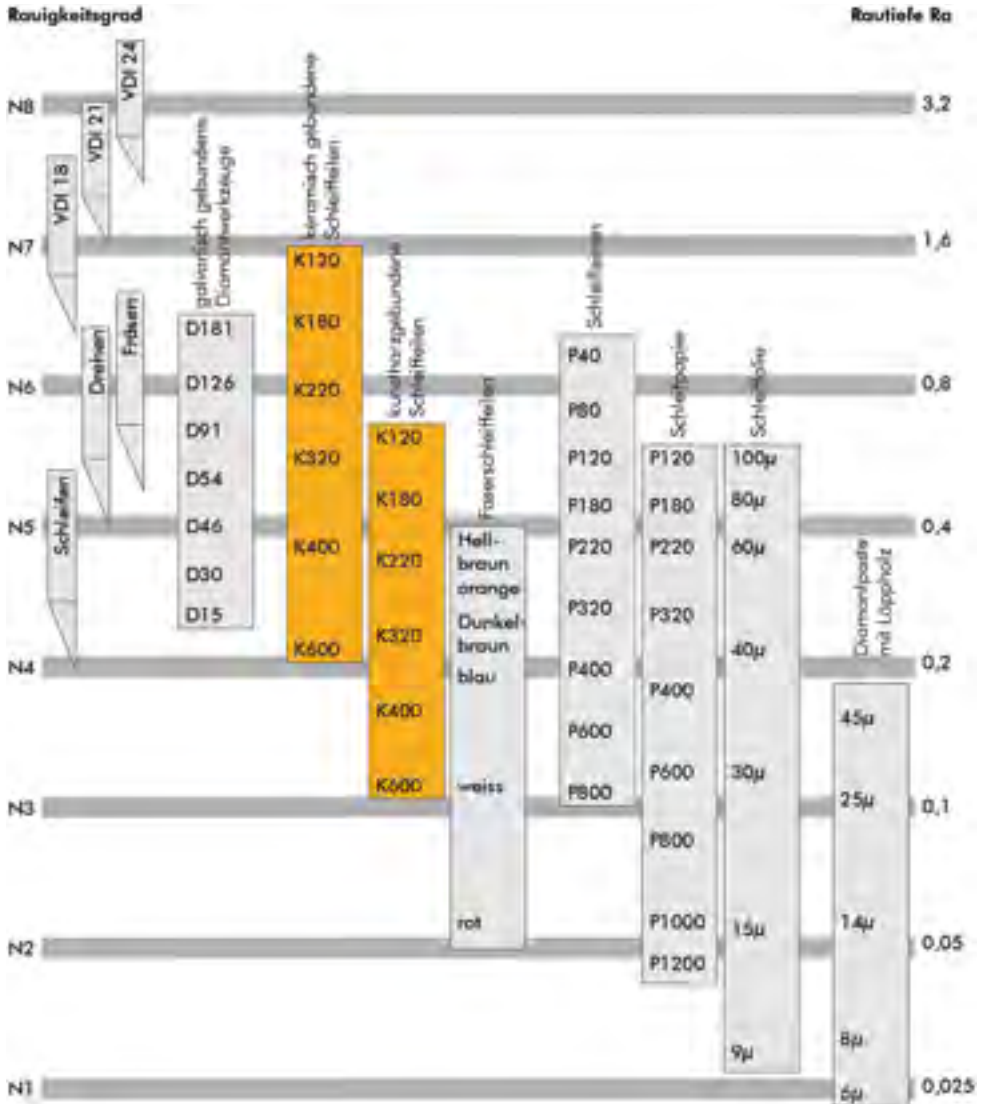 Rauigkeitsgrad
Rautiefe Ra
N8
3,2
N7
1,6
N6
0,8
N5
0,4
N4
0,2
N3
0,1
N2
0,05
N1
0,025
VDI 18
VDI 21
VDI 24
Schleifen
Drehen
Fräsen
galvanisch gebundene
Diamantwerkzeuge
D181
D126
D91
D54
D46
D30
D15
keramisch gebundene
Schleiffeilen
K120
K180
K220
K320
K400
K600
kunstharzgebundene
Schleiffeilen
K120
K180
K220
K320
K400
K600
Faserschleiffeilen
Hell-
braun
orange
Dunkel-
braun
blau
weiss
rot
Schleifleinen
P40
P80
P120
P180
P220
P320
P400
P600
P800
Schleifpapier
P120
P180
P220
P320
P400
P600
P800
P1000
P1200
Schleiffolie
100µ
80µ
60µ
40µ
30µ
15µ
9µ
Diamantpaste
mit Läppholz
45µ
25µ
14µ
8µ
6µ